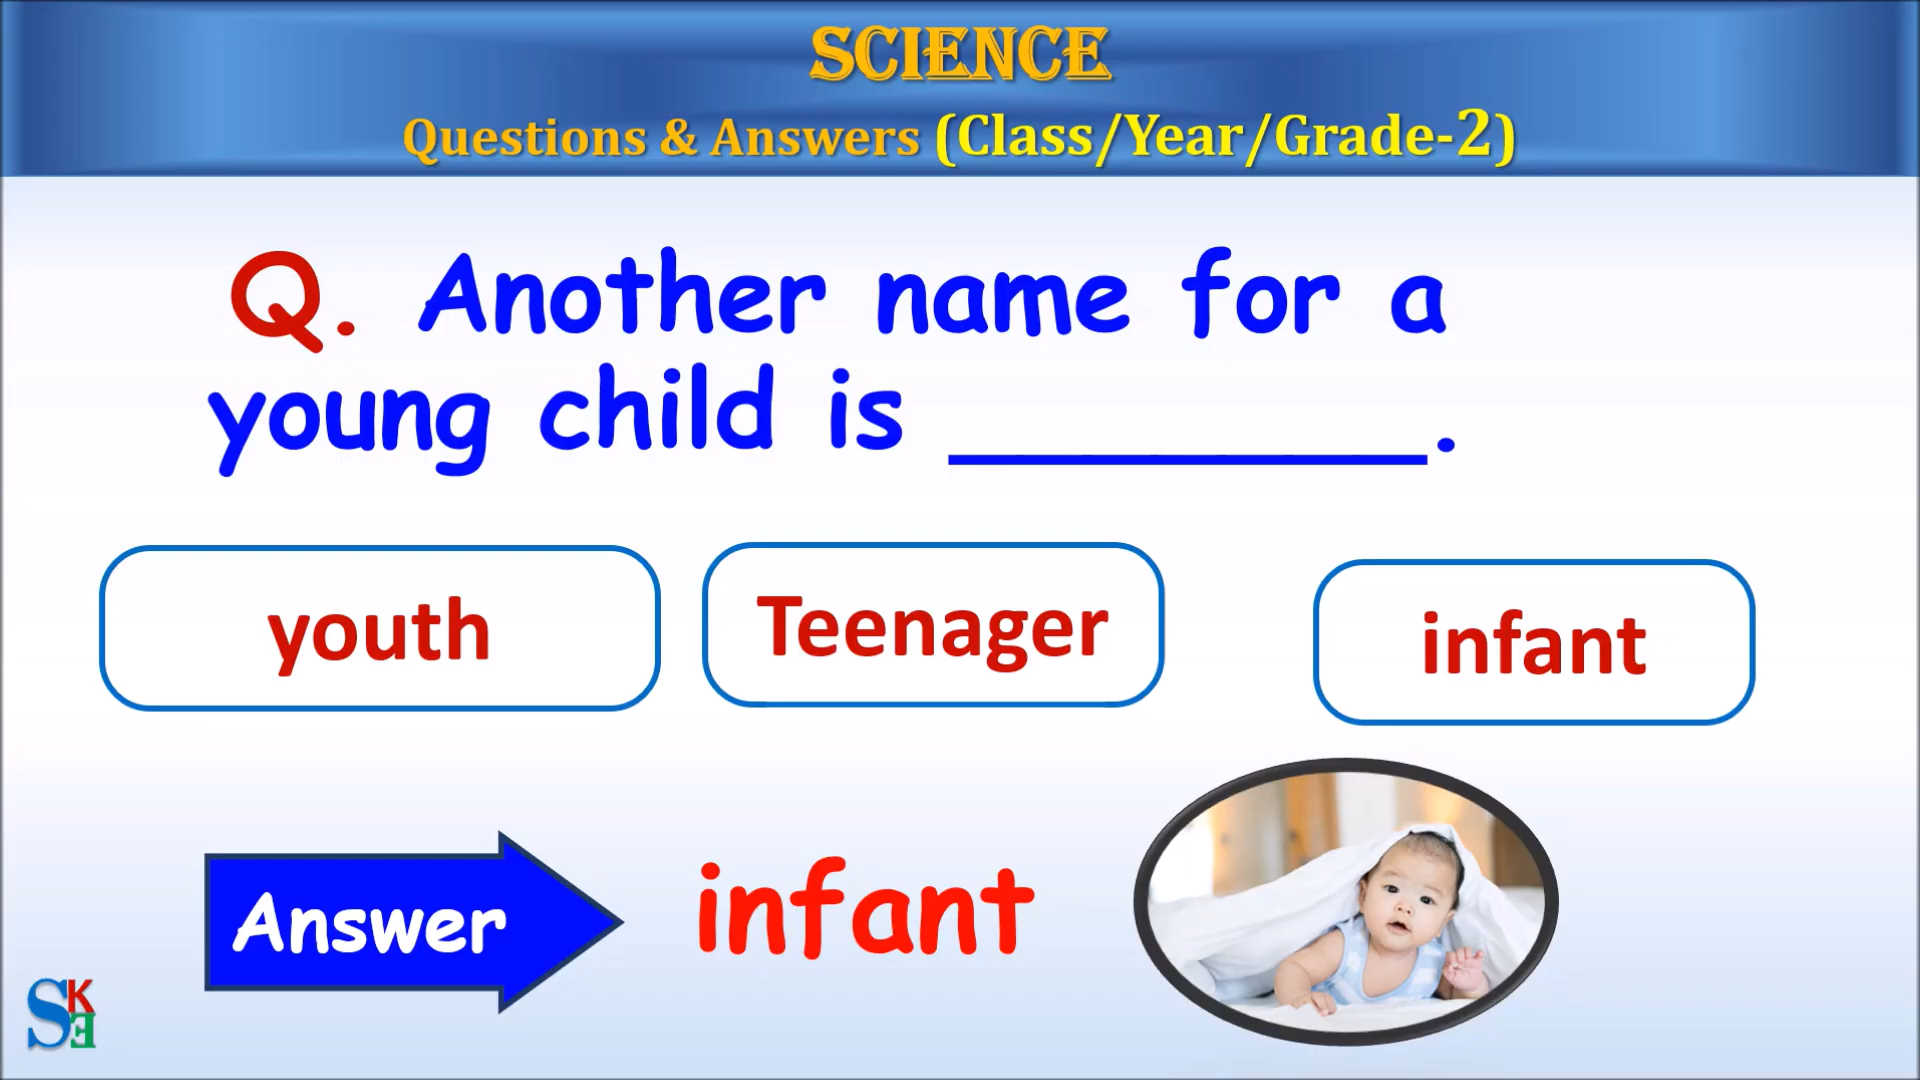 SCIENCE
Questions & Answers (Class/Year/Grade-2)
Q. Another name for a
young child is __________.
youth
Teenager
infant
Answer
infant
SKE